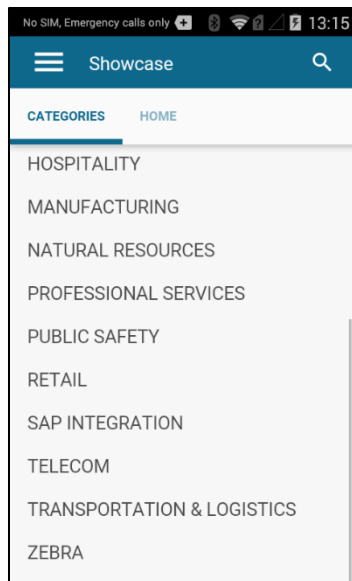 No SIM, Emergency calls only 13:15
Showcase
CATEGORIES HOME
HOSPITALITY
MANUFACTURING
NATURAL RESOURCES
PROFESSIONAL SERVICES
PUBLIC SAFETY
RETAIL
SAP INTEGRATION
TELECOM
TRANSPORTATION & LOGISTICS
ZEBRA